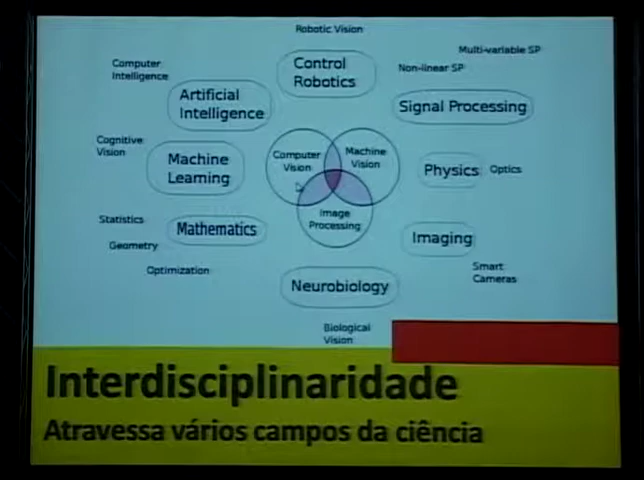 Robotic Vision
Multi-variable SP
Computer
Intelligence
Control
Robotics
Non-linear SP
Artificial
Intelligence
Signal Processing
Cognitive
Vision
Machine
Learning
Computer
Vision
Machine
Vision
Physics
Optics
Statistics
Geometry
Mathematics
Image
Processing
Imaging
Optimization
Neurobiology
Smart
Cameras
Biological
Vision
Interdisciplinaridade
Atravessa vários campos da ciência